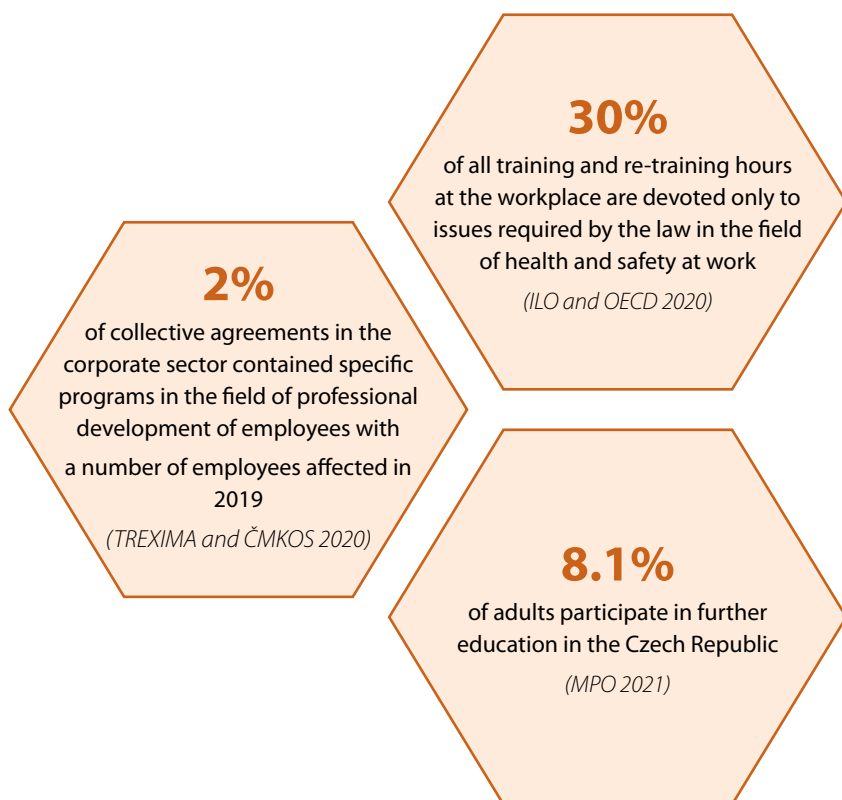 30%
of all training and re-training hours
at the workplace are devoted only to
issues required by the law in the field
of health and safety at work
(ILO and OECD 2020)
2%
of collective agreements in the
corporate sector contained specific
programs in the field of professional
development of employees with
a number of employees affected in
2019
(TREXIMA and ČMKOS 2020)
8.1%
of adults participate in further
education in the Czech Republic
(MPO 2021)